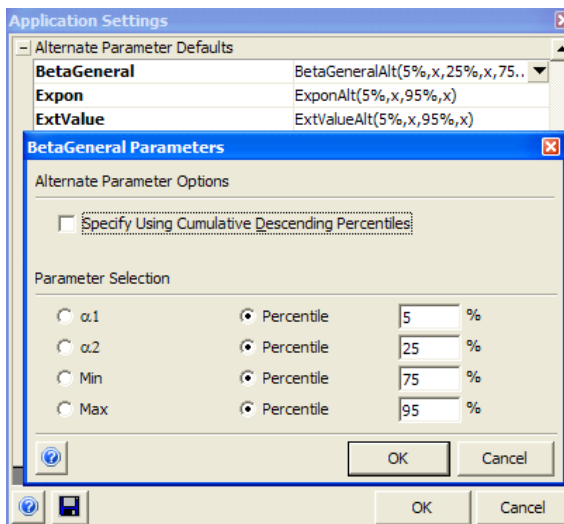 Application Settings
Alternate Parameter Defaults
BetaGeneral BetaGeneralAlt(5%,x,25%,x,75..
Expon ExponAlt(5%,x,95%,x)
ExtValue ExtValueAlt(5%,x,95%,x)
BetaGeneral Parameters
Alternate Parameter Options
Specify Using Cumulative Descending Percentiles
Parameter Selection
α1 Percentile 5 %
α2 Percentile 25 %
Min Percentile 75 %
Max Percentile 95 %
OK Cancel
OK Cancel